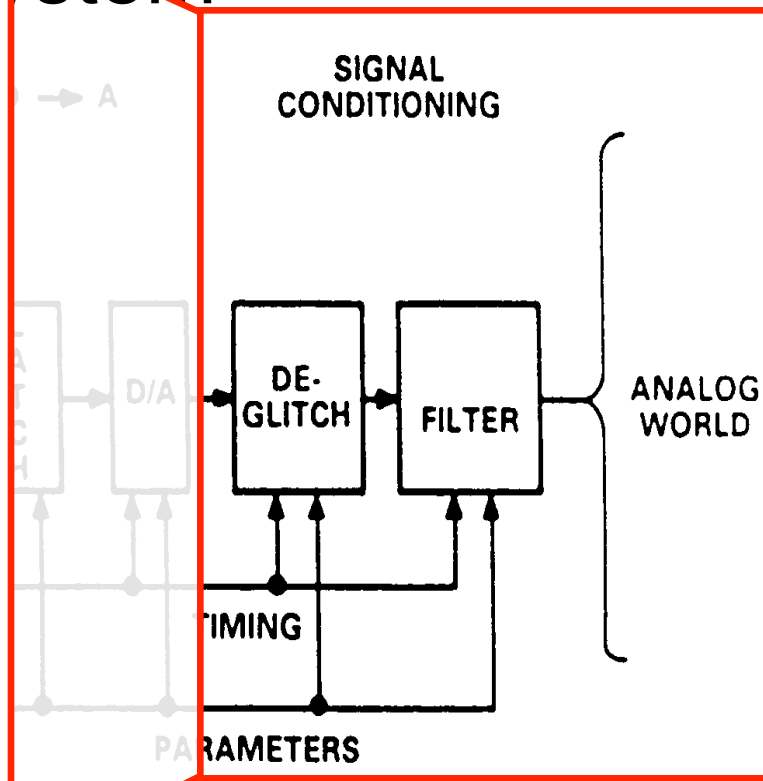 → A
SIGNAL
CONDITIONING
D/A
DE-
GLITCH
FILTER
ANALOG
WORLD
TIMING
PARAMETERS